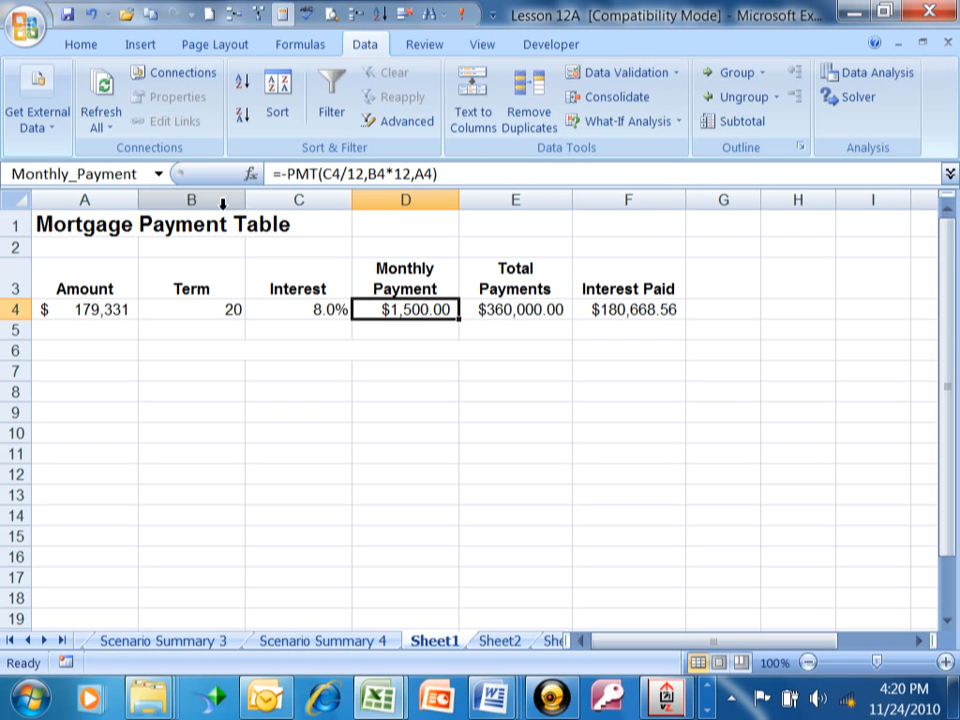 Lesson 12A [Compatibility Mode] - Microsoft Ex...
Home Insert Page Layout Formulas Data Review View Developer
Get External Data
Refresh All
Connections
Properties
Edit Links
Connections
Sort
Filter
Clear
Reapply
Advanced
Sort & Filter
Text to Columns
Remove Duplicates
Data Validation
Consolidate
What-If Analysis
Data Tools
Group
Ungroup
Subtotal
Outline
Data Analysis
Solver
Analysis
Monthly_Payment fx =-PMT(C4/12,B4*12,A4)
A B C D E F G H I
1 Mortgage Payment Table
2
Monthly Total
3 Amount Term Interest Payment Payments Interest Paid
4 $ 179,331 20 8.0% $1,500.00 $360,000.00 $180,668.56
5
6
7
8
9
10
11
12
13
14
15
16
17
18
19
Scenario Summary 3 Scenario Summary 4 Sheet1 Sheet2 She
Ready 100%
4:20 PM
11/24/2010